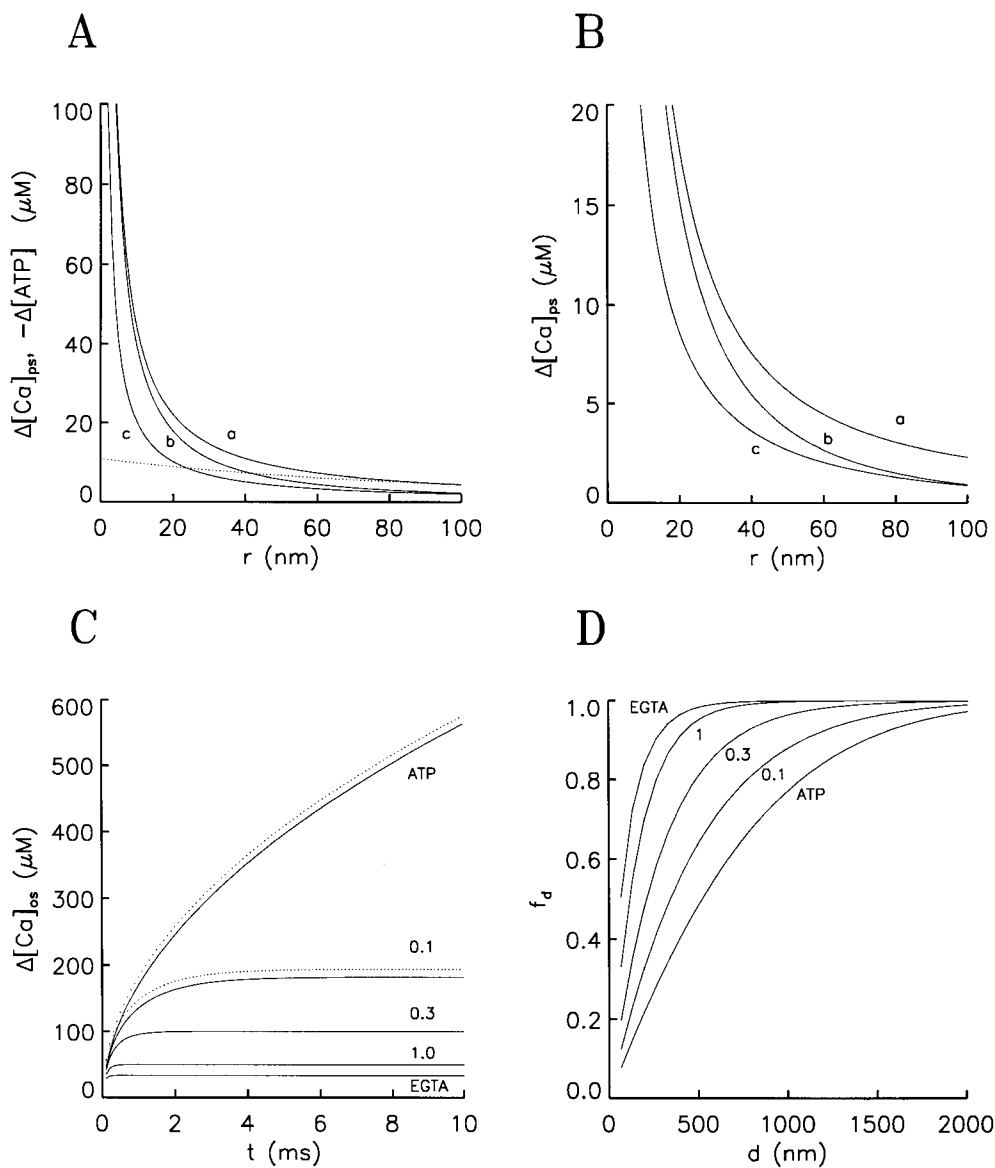 A
Δ[Ca]ps, −Δ[ATP] (μM)
100
80
60
40
20
0
c
b
a
0 20 40 60 80 100
r (nm)
B
Δ[Ca]ps (μM)
20
15
10
5
0
a
b
c
0 20 40 60 80 100
r (nm)
C
Δ[Ca]os (μM)
600
500
400
300
200
100
0
ATP
0.1
0.3
1.0
EGTA
0 2 4 6 8 10
t (ms)
D
fd
1.0
0.8
0.6
0.4
0.2
0.0
EGTA
1
0.3
0.1
ATP
0 500 1000 1500 2000
d (nm)